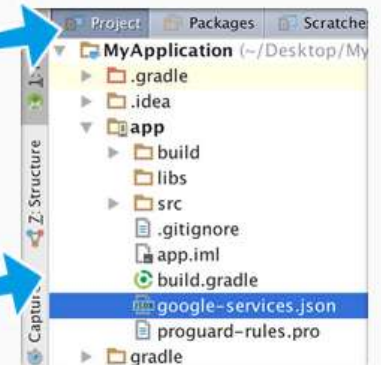 Project Packages Scratche
MyApplication (~/Desktop/My
.gradle
.idea
app
build
libs
src
.gitignore
app.iml
build.gradle
google-services.json
proguard-rules.pro
gradle
1:
Z: Structure
Captur